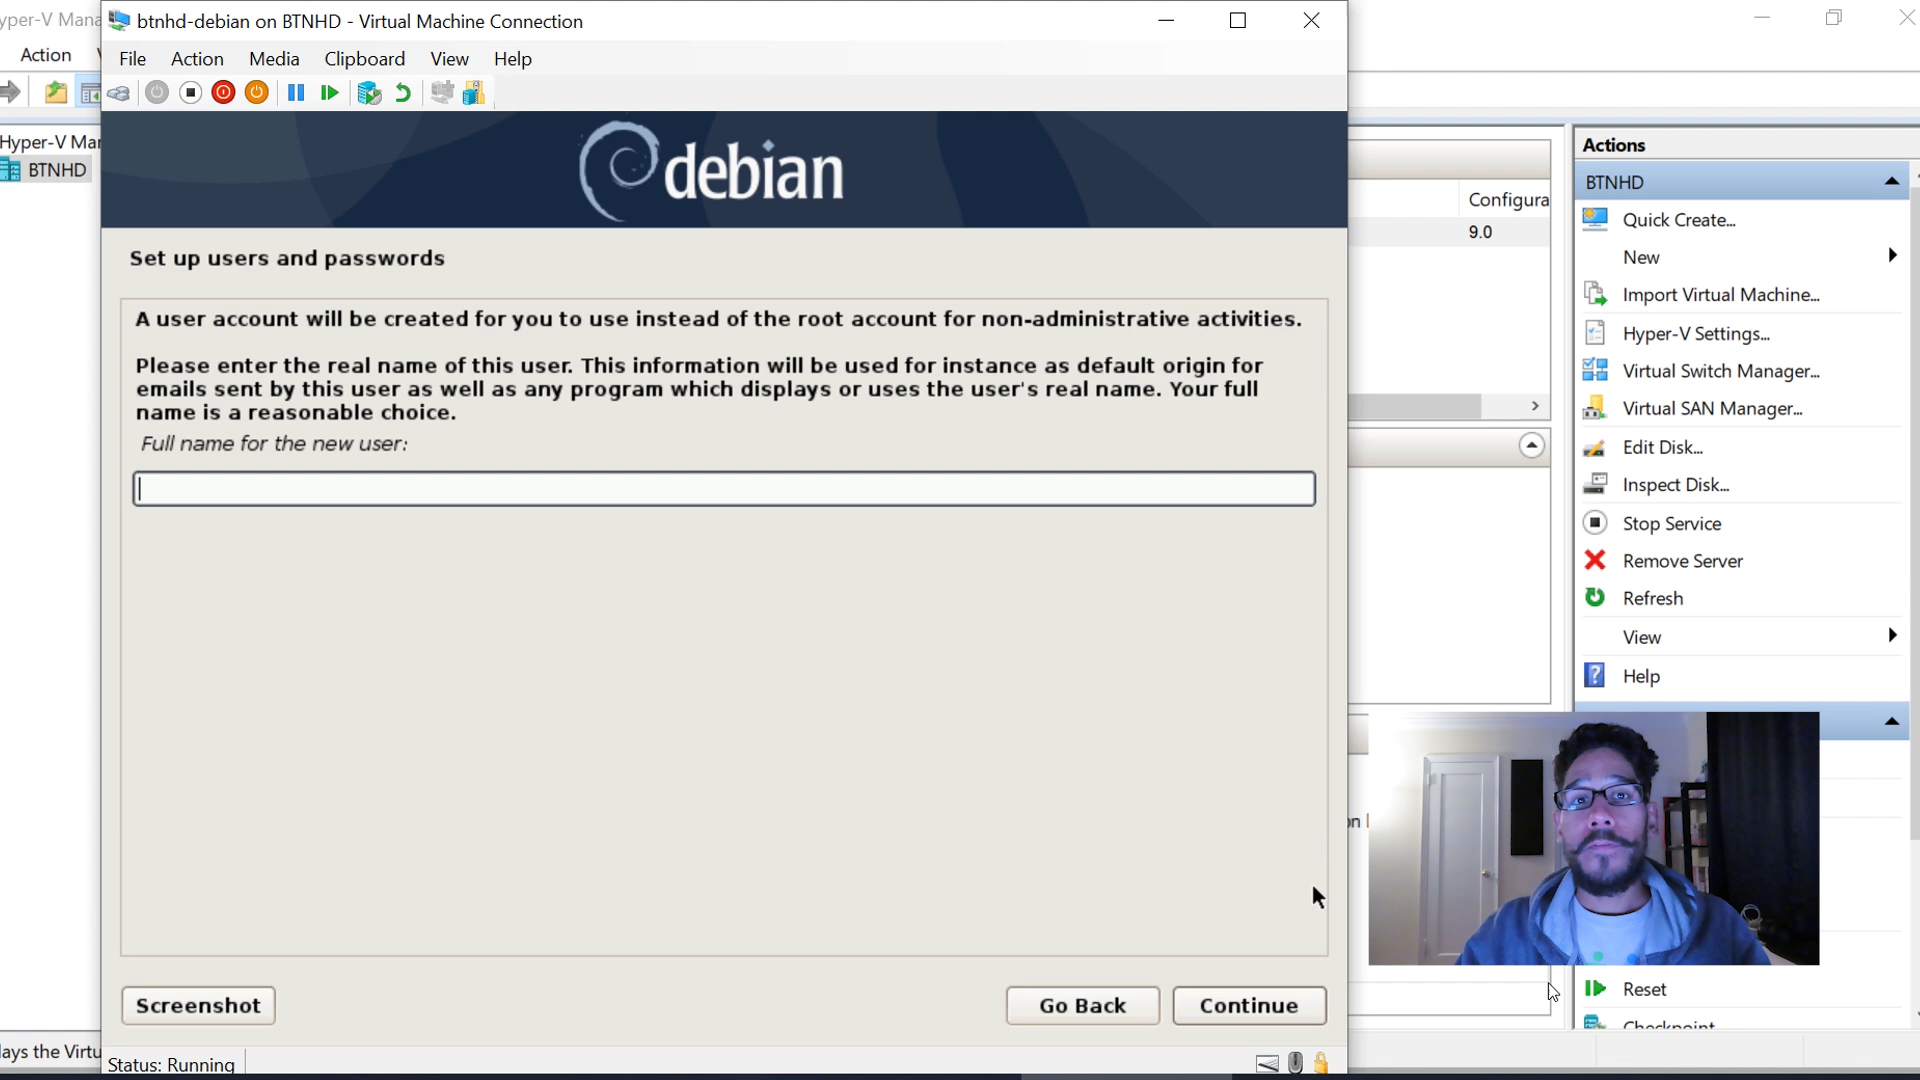 yper-V Mana
Action
btnhd-debian on BTNHD - Virtual Machine Connection
File Action Media Clipboard View Help
Hyper-V Mar
BTNHD
debian
Set up users and passwords
A user account will be created for you to use instead of the root account for non-administrative activities.
Please enter the real name of this user. This information will be used for instance as default origin for
emails sent by this user as well as any program which displays or uses the user's real name. Your full
name is a reasonable choice.
Full name for the new user:
Screenshot
Go Back
Continue
lays the Virtu
Status: Running
Configura
9.0
on
Actions
BTNHD
Quick Create...
New
Import Virtual Machine...
Hyper-V Settings...
Virtual Switch Manager...
Virtual SAN Manager...
Edit Disk...
Inspect Disk...
Stop Service
Remove Server
Refresh
View
Help
Reset
Checkpoint